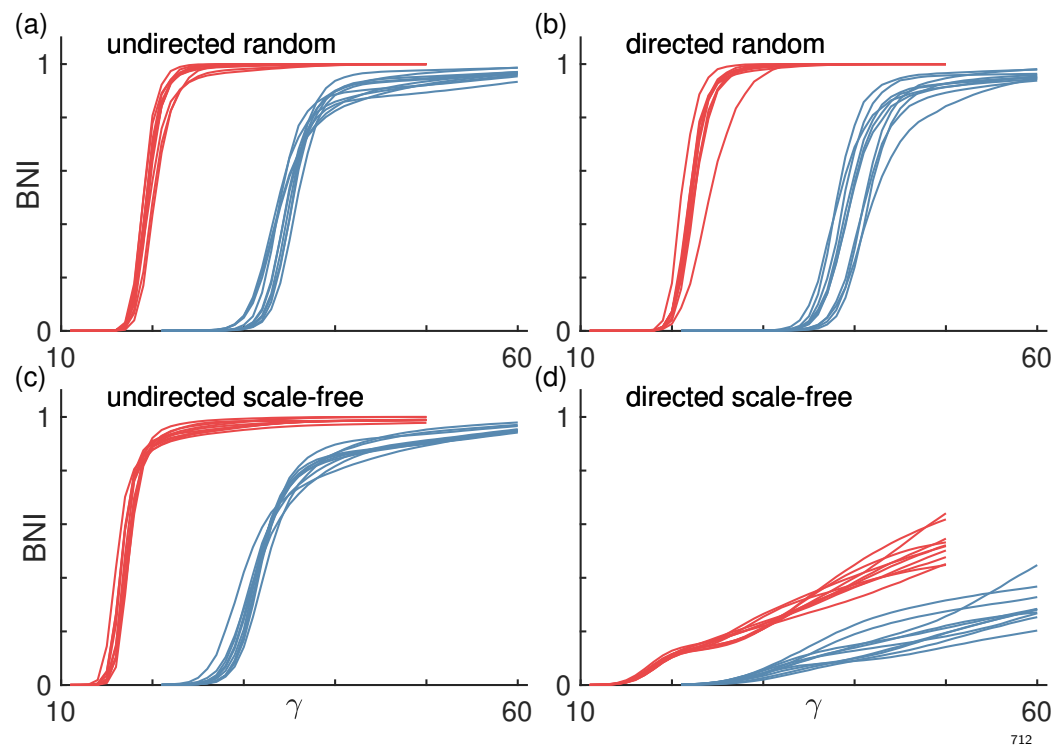 (a) undirected random
(b) directed random
1
1
BNI
0
0
10
60
10
60
(c) undirected scale-free
(d) directed scale-free
1
1
BNI
0
0
10
γ
60
10
γ
60
712